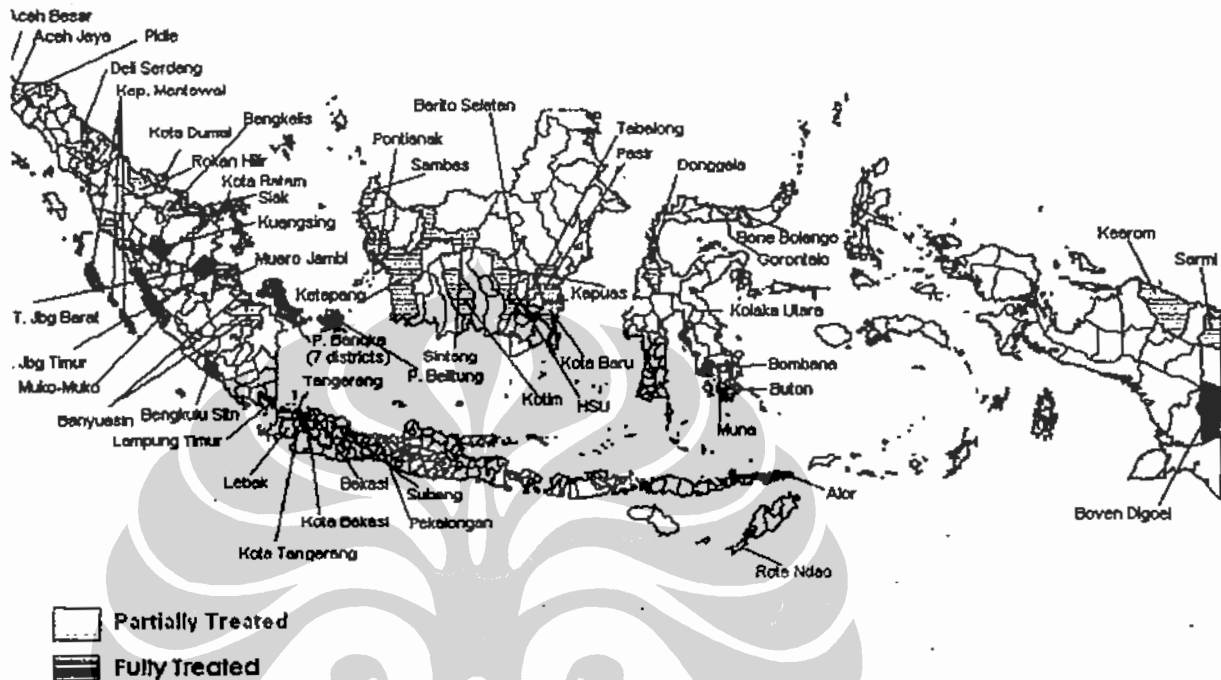 Aceh Besar
Aceh Jaya
Pidie
Deli Serdang
Kep. Mentawai
Kota Dumai
Bengkalis
Rokan Hilir
Kota Batam
Siak
Kuangsing
Muaro Jambi
T. Jbg Barat
Jbg Timur
Muko-Muko
Banyuasin
Bengkulu Sltn
Lampung Timur
P. Bangka
(7 districts)
Tangerang
P. Belitung
Lebak
Bekasi
Subang
Kota Bekasi
Pekalongan
Kota Tangerang
Pontianak
Sambas
Barito Selatan
Tabalong
Pasir
Ketapang
Sintang
Kapuas
Kota Baru
Kotim
HSU
Donggala
Bone Bolango
Gorontalo
Kolaka Utara
Bombana
Buton
Muna
Alor
Rote Ndao
Keerom
Sarmi
Boven Digoel
Partially Treated
Fully Treated